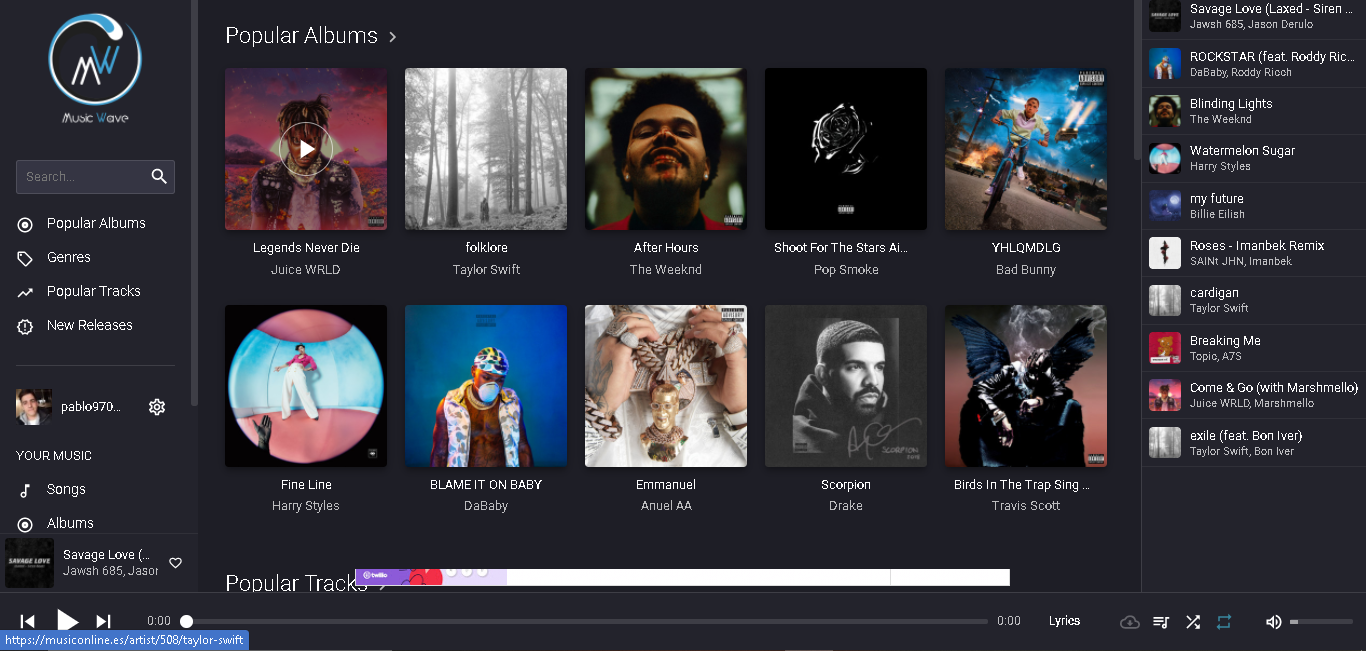 MW
Music Wave
Search...
Popular Albums
Genres
Popular Tracks
New Releases
pablo970...
YOUR MUSIC
Songs
Albums
SAVAGE LOVE
Savage Love (...
Jawsh 685, Jason
Popular Albums
Legends Never Die
Juice WRLD
folklore
Taylor Swift
After Hours
The Weeknd
Shoot For The Stars Ai...
Pop Smoke
YHLQMDLG
Bad Bunny
Fine Line
Harry Styles
BLAME IT ON BABY
DaBaby
Emmanuel
Anuel AA
SCORPION
Scorpion
Drake
Birds In The Trap Sing ...
Travis Scott
Popular Tracks
twilio
Savage Love (Laxed - Siren ...
Jawsh 685, Jason Derulo
ROCKSTAR (feat. Roddy Ric...
DaBaby, Roddy Ricch
Blinding Lights
The Weeknd
Watermelon Sugar
Harry Styles
my future
Billie Eilish
Roses - Imanbek Remix
SAINt JHN, Imanbek
cardigan
Taylor Swift
Breaking Me
Topic, A7S
Come & Go (with Marshmello)
Juice WRLD, Marshmello
exile (feat. Bon Iver)
Taylor Swift, Bon Iver
0:00
0:00
Lyrics
https://musiconline.es/artist/508/taylor-swift